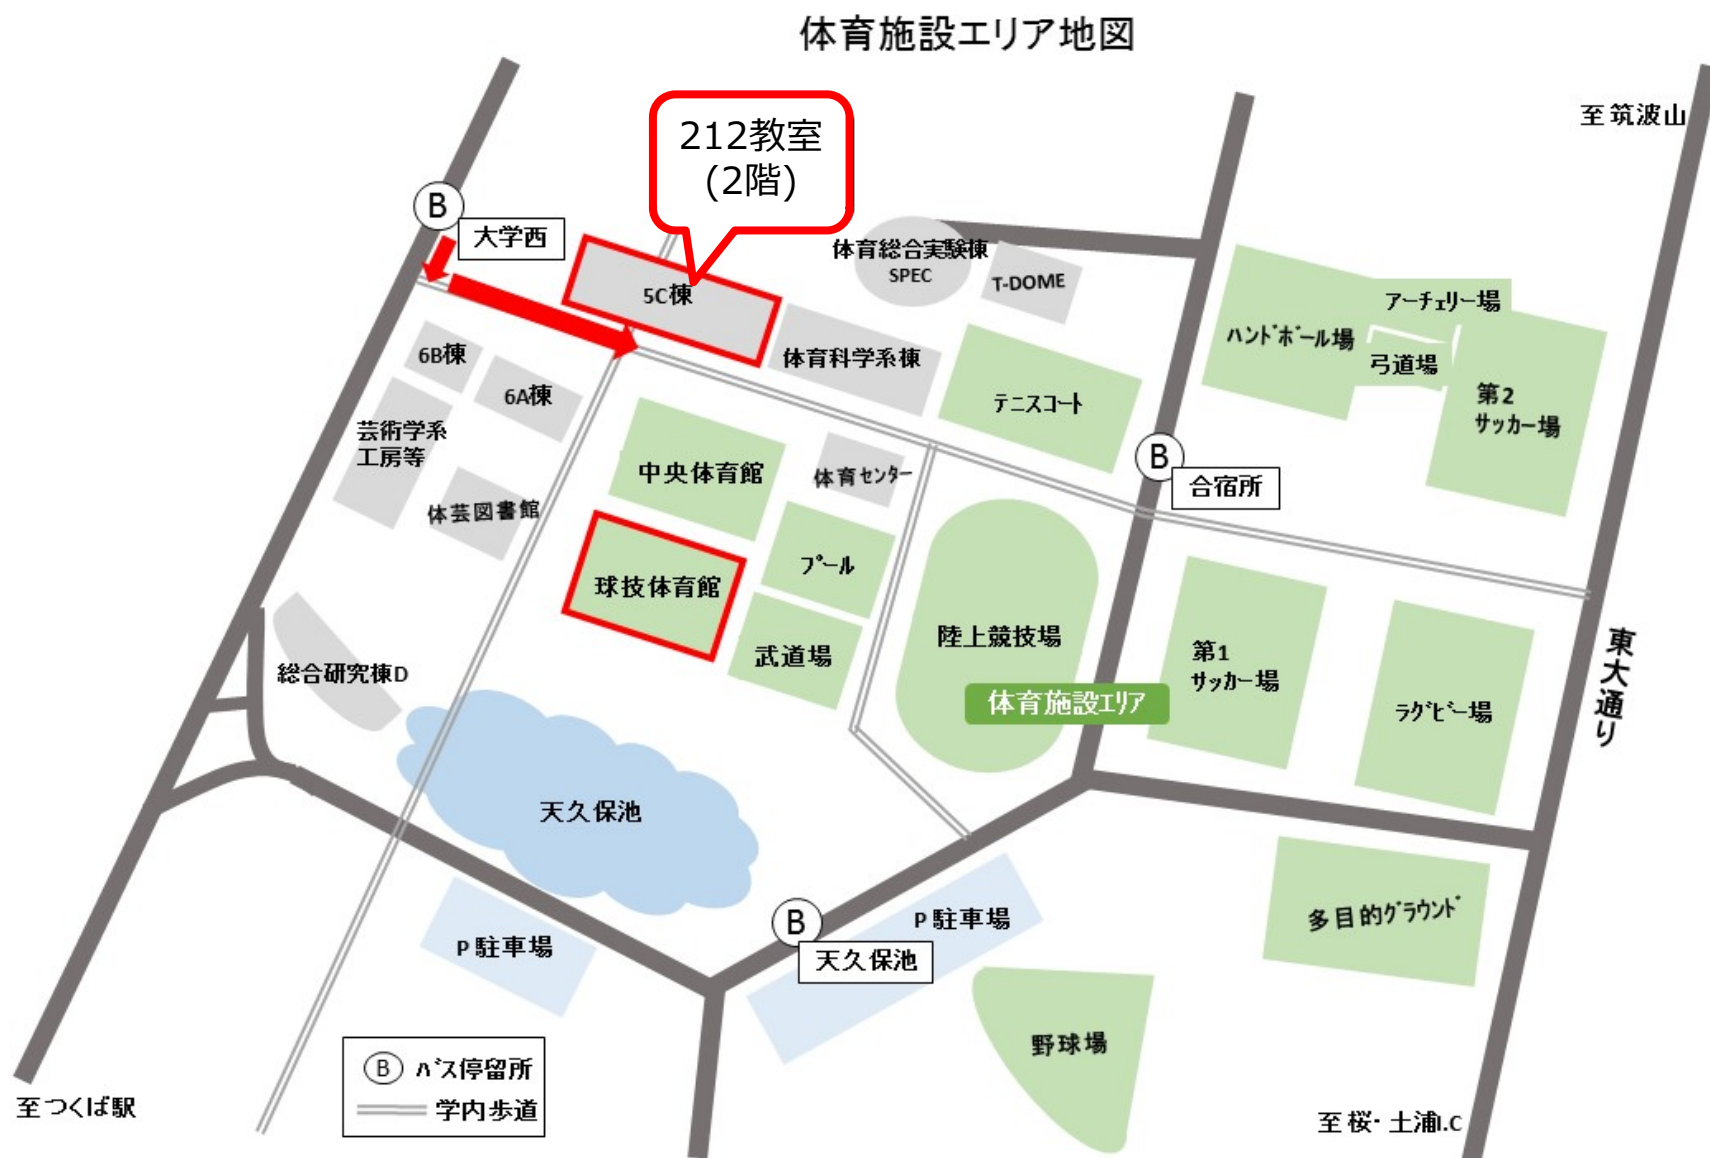 体育施設エリア地図
至筑波山
212教室
(2階)
B
大学西
5C棟
体育総合実験棟
SPEC
T-DOME
アーチェリー場
ハンドボール場
弓道場
第2
サッカー場
6B棟
6A棟
体育科学系棟
テニスコート
芸術学系
工房等
体芸図書館
中央体育館
体育センター
B
合宿所
球技体育館
プール
武道場
陸上競技場
第1
サッカー場
ラグビー場
東大通り
総合研究棟D
体育施設エリア
天久保池
P 駐車場
B
天久保池
P 駐車場
多目的グラウンド
野球場
B バス停留所
学内歩道
至つくば駅
至桜・土浦I.C